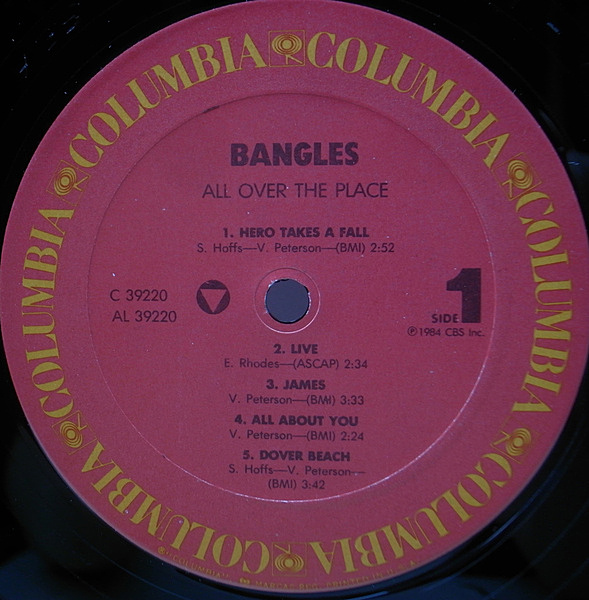 COLUMBIA COLUMBIA COLUMBIA COLUMBIA COLUMBIA COLUMBIA COLUMBIA
BANGLES
ALL OVER THE PLACE
1. HERO TAKES A FALL
S. Hoffs—V. Peterson—(BMI) 2:52
C 39220
AL 39220
SIDE 1
℗1984 CBS Inc.
2. LIVE
E. Rhodes—(ASCAP) 2:34
3. JAMES
V. Peterson—(BMI) 3:33
4. ALL ABOUT YOU
V. Peterson—(BMI) 2:24
5. DOVER BEACH
S. Hoffs—V. Peterson—
(BMI) 3:42